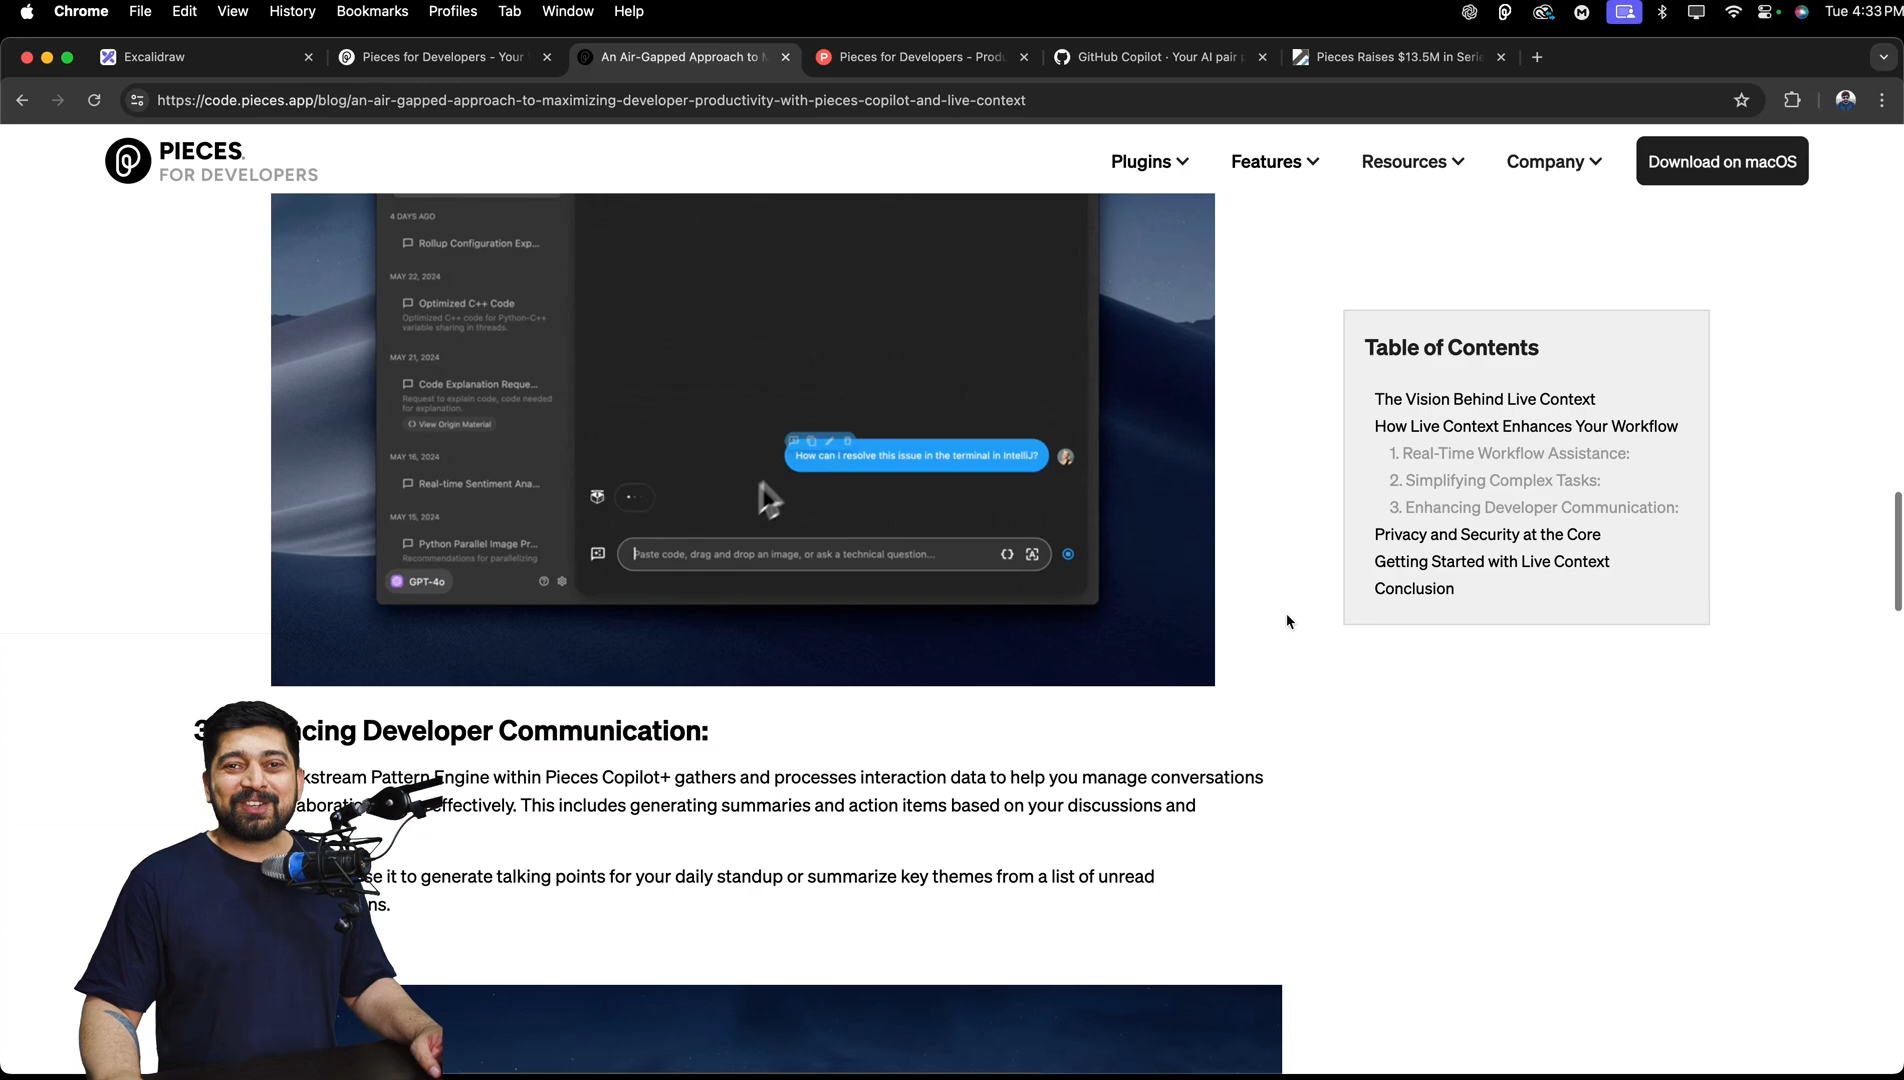 Chrome File Edit View History Bookmarks Profiles Tab Window Help Tue 4:33 PM
Excalidraw
Pieces for Developers - Your
An Air-Gapped Approach to M
Pieces for Developers - Produ
GitHub Copilot · Your AI pair p
Pieces Raises $13.5M in Serie
https://code.pieces.app/blog/an-air-gapped-approach-to-maximizing-developer-productivity-with-pieces-copilot-and-live-context
PIECES.
FOR DEVELOPERS
Plugins Features Resources Company Download on macOS
4 DAYS AGO
Rollup Configuration Exp...
MAY 22, 2024
Optimized C++ Code
Optimized C++ code for Python-C++
variable sharing in threads.
MAY 21, 2024
Code Explanation Reque...
Request to explain code, code needed
for explanation.
View Origin Material
MAY 16, 2024
Real-time Sentiment Ana...
MAY 15, 2024
Python Parallel Image Pr...
Recommendations for parallelizing
GPT-4o
How can I resolve this issue in the terminal in IntelliJ?
Paste code, drag and drop an image, or ask a technical question...
Table of Contents
The Vision Behind Live Context
How Live Context Enhances Your Workflow
1. Real-Time Workflow Assistance:
2. Simplifying Complex Tasks:
3. Enhancing Developer Communication:
Privacy and Security at the Core
Getting Started with Live Context
Conclusion
3 ncing Developer Communication:
kstream Pattern Engine within Pieces Copilot+ gathers and processes interaction data to help you manage conversations
effectively. This includes generating summaries and action items based on your discussions and
se it to generate talking points for your daily standup or summarize key themes from a list of unread
ns.